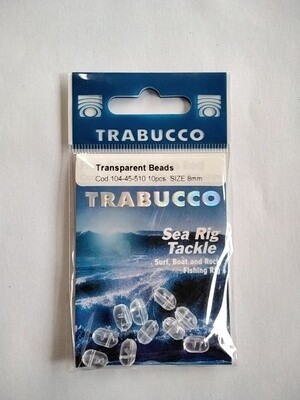 TRABUCCO
Transparent Beads
Cod.104-45-510 10pcs. SIZE 8mm
TRABUCCO
Sea Rig
Tackle
Surf, Boat and Rock
Fishing Rig